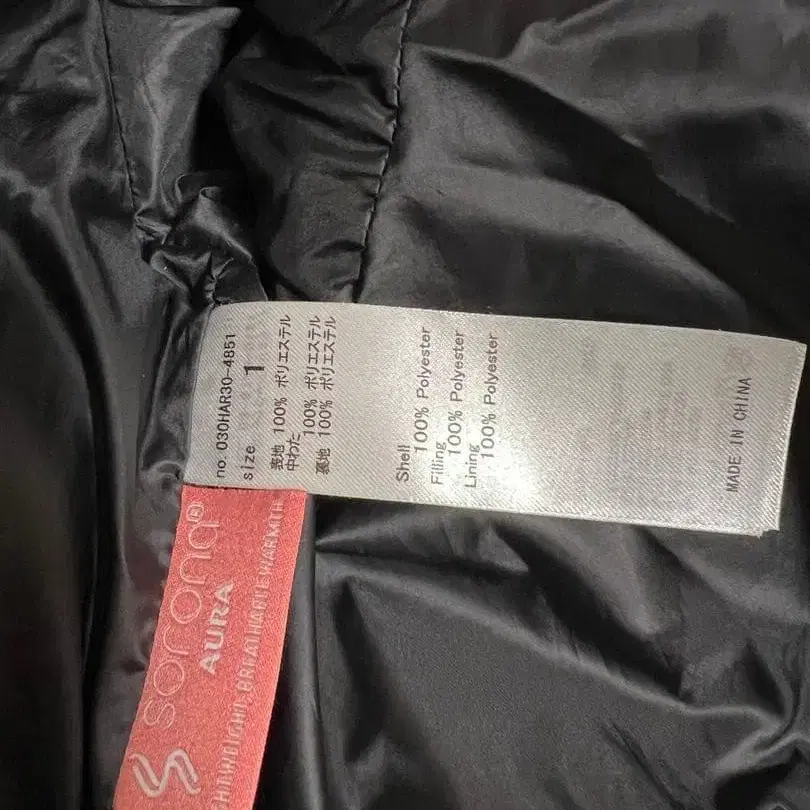 no. 030HAR30-4851
size 1
表地 100% ポリエステル
中わた
100% ポリエステル
裏地 100% ポリエステル
Shell
100% Polyester
Filling
100% Polyester
Lining
100% Polyester
MADE IN CHINA
sorona®
AURA
BREATHABLE WARMTH